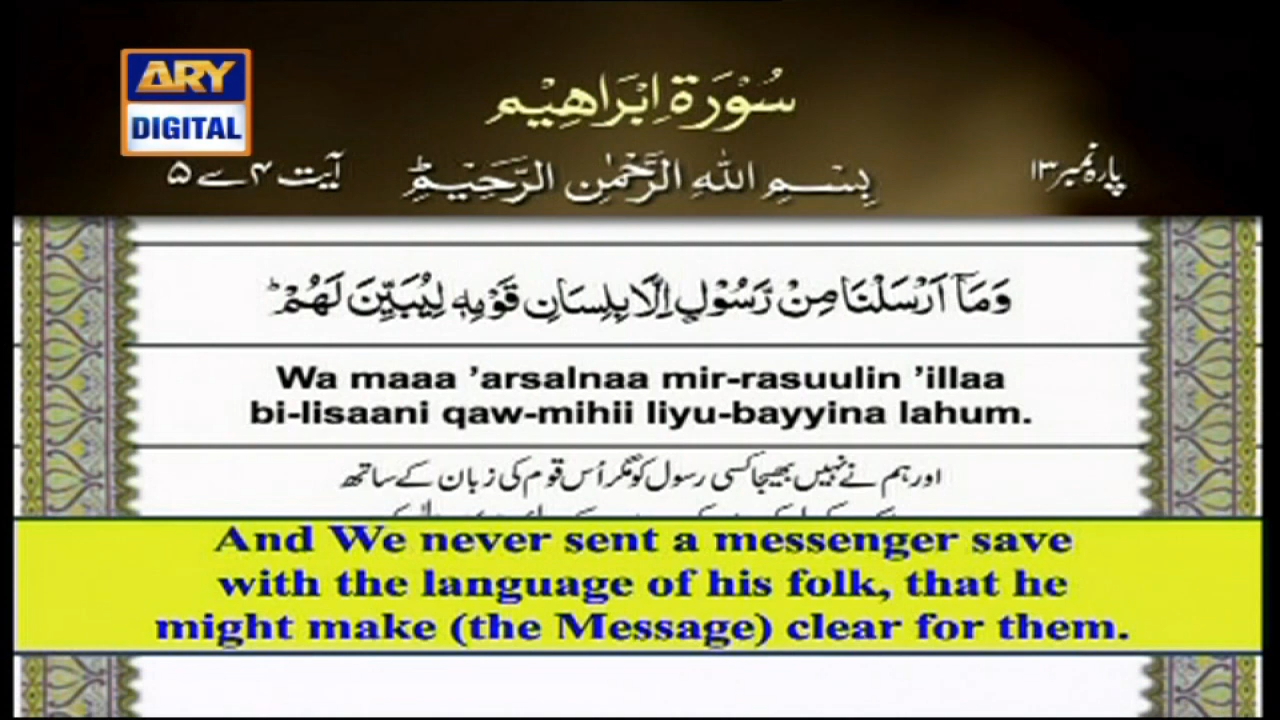 ARY
DIGITAL
سُوْرَةُ اِبْرَاهِيْم
پارہ نمبر ۱۳
بِسْمِ اللهِ الرَّحْمٰنِ الرَّحِيْمِ
آیت ۴ سے ۵
وَمَآ اَرْسَلْنَا مِنْ رَّسُوْلٍ اِلَّا بِلِسَانِ قَوْمِهٖ لِيُبَيِّنَ لَهُمْ ؕ
Wa maaa ’arsalnaa mir-rasuulin ’illaa
bi-lisaani qaw-mihii liyu-bayyina lahum.
اور ہم نے نہیں بھیجا کسی رسول کو مگر اُس قوم کی زبان کے ساتھ
And We never sent a messenger save
with the language of his folk, that he
might make (the Message) clear for them.